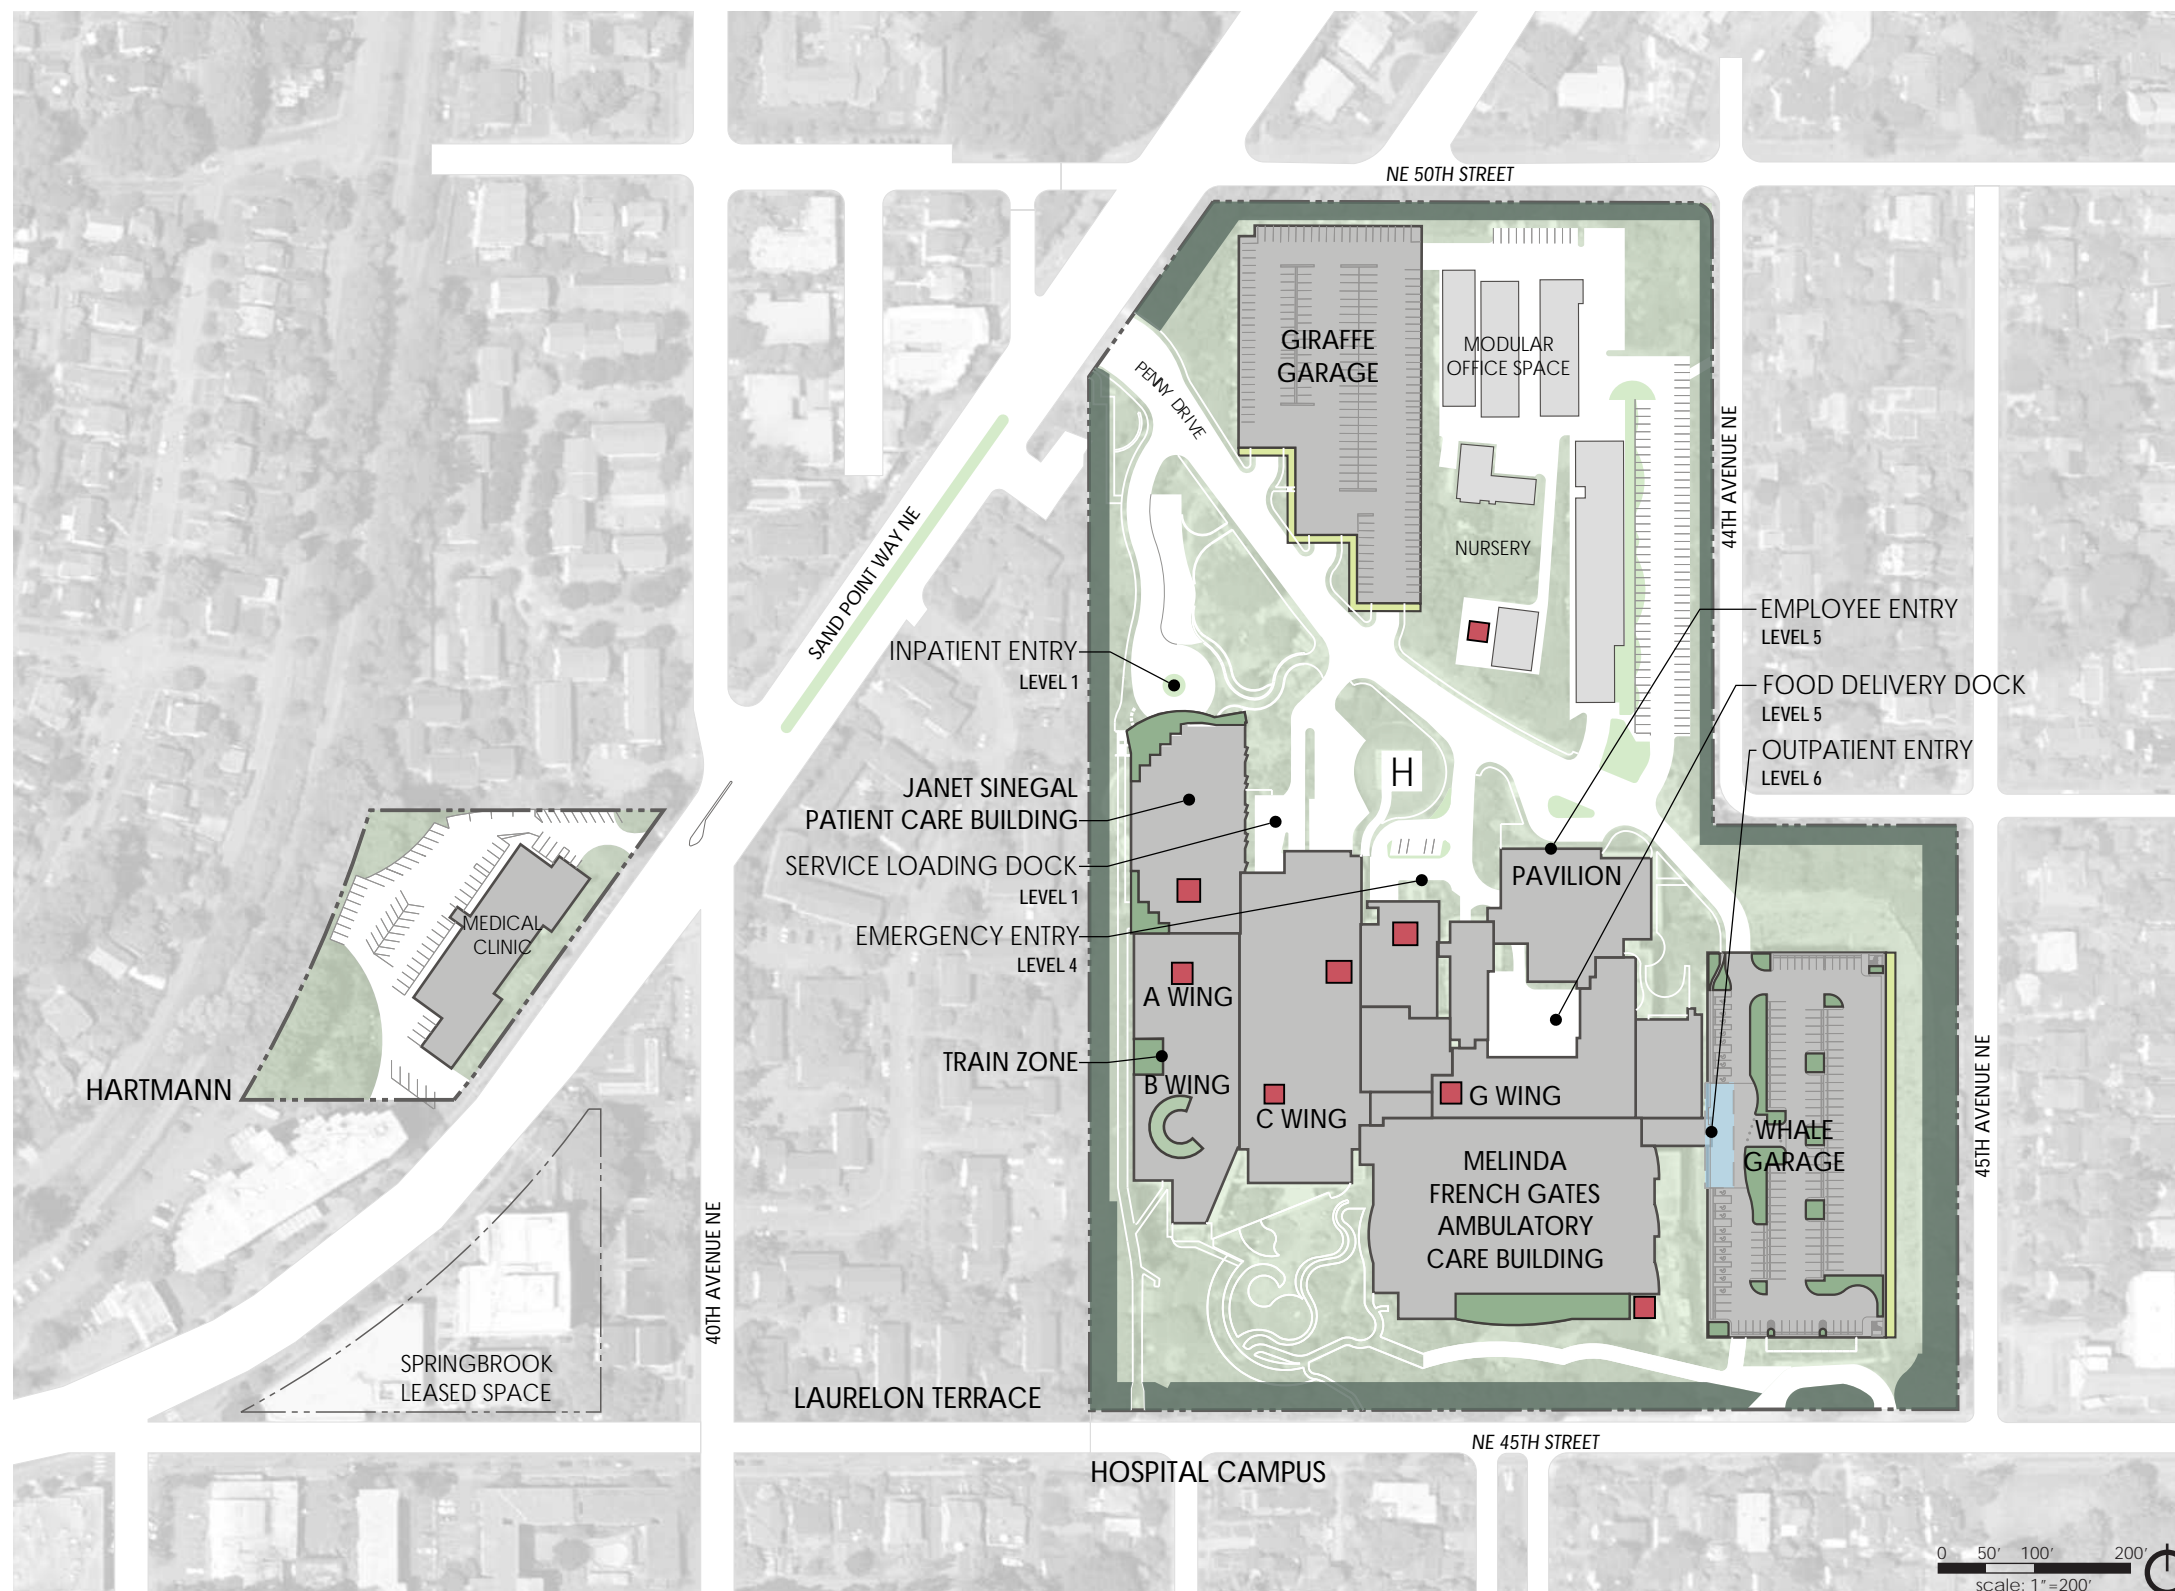 NE 50TH STREET
GIRAFFE
GARAGE
MODULAR
OFFICE SPACE
PENNY DRIVE
44TH AVENUE NE
SAND POINT WAY NE
NURSERY
EMPLOYEE ENTRY
LEVEL 5
INPATIENT ENTRY
LEVEL 1
FOOD DELIVERY DOCK
LEVEL 5
OUTPATIENT ENTRY
LEVEL 6
H
JANET SINEGAL
PATIENT CARE BUILDING
SERVICE LOADING DOCK
LEVEL 1
PAVILION
EMERGENCY ENTRY
LEVEL 4
MEDICAL
CLINIC
A WING
TRAIN ZONE
B WING
C WING
G WING
HARTMANN
WHALE
GARAGE
45TH AVENUE NE
MELINDA
FRENCH GATES
AMBULATORY
CARE BUILDING
40TH AVENUE NE
SPRINGBROOK
LEASED SPACE
LAURELON TERRACE
NE 45TH STREET
HOSPITAL CAMPUS
0 50' 100' 200'
scale: 1"=200'